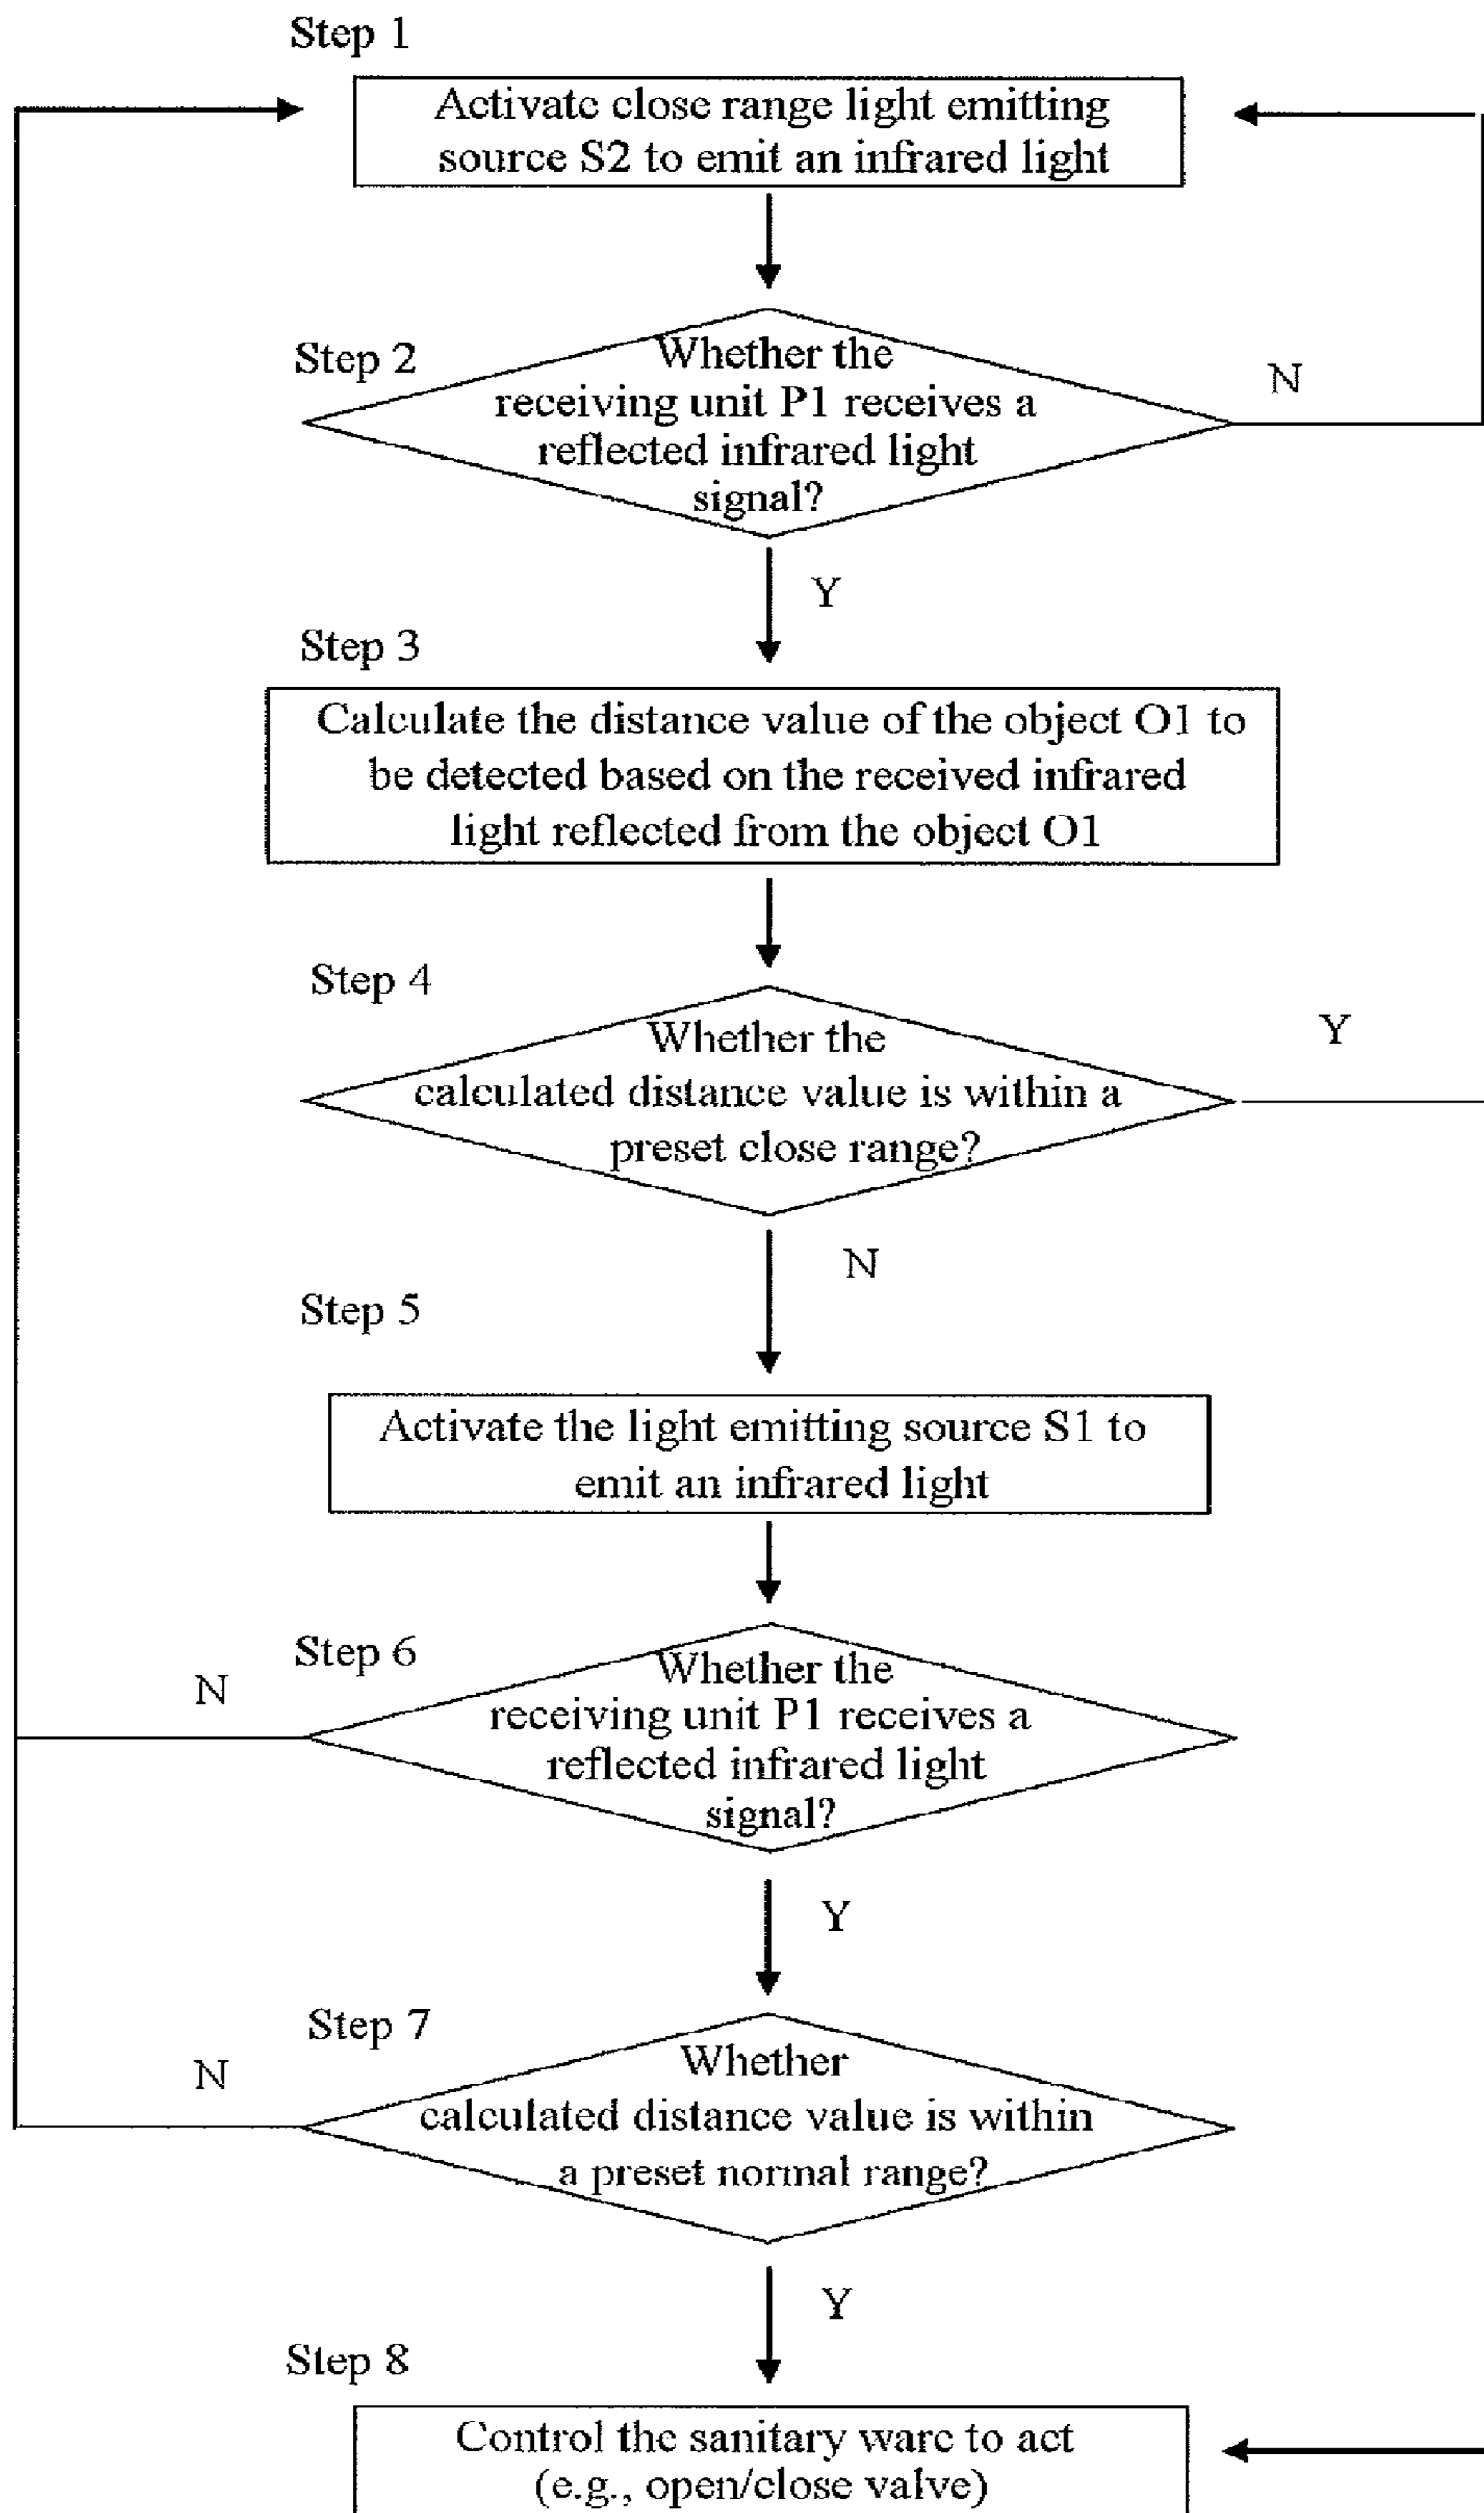 Step 1
Activate close range light emitting
source S2 to emit an infrared light
Step 2
Whether the
receiving unit P1 receives a
reflected infrared light
signal?
N
Y
Step 3
Calculate the distance value of the object O1 to
be detected based on the received infrared
light reflected from the object O1
Step 4
Whether the
calculated distance value is within a
preset close range?
Y
N
Step 5
Activate the light emitting source S1 to
emit an infrared light
Step 6
Whether the
receiving unit P1 receives a
reflected infrared light
signal?
N
Y
Step 7
Whether
calculated distance value is within
a preset normal range?
N
Y
Step 8
Control the sanitary ware to act
(e.g., open/close valve)